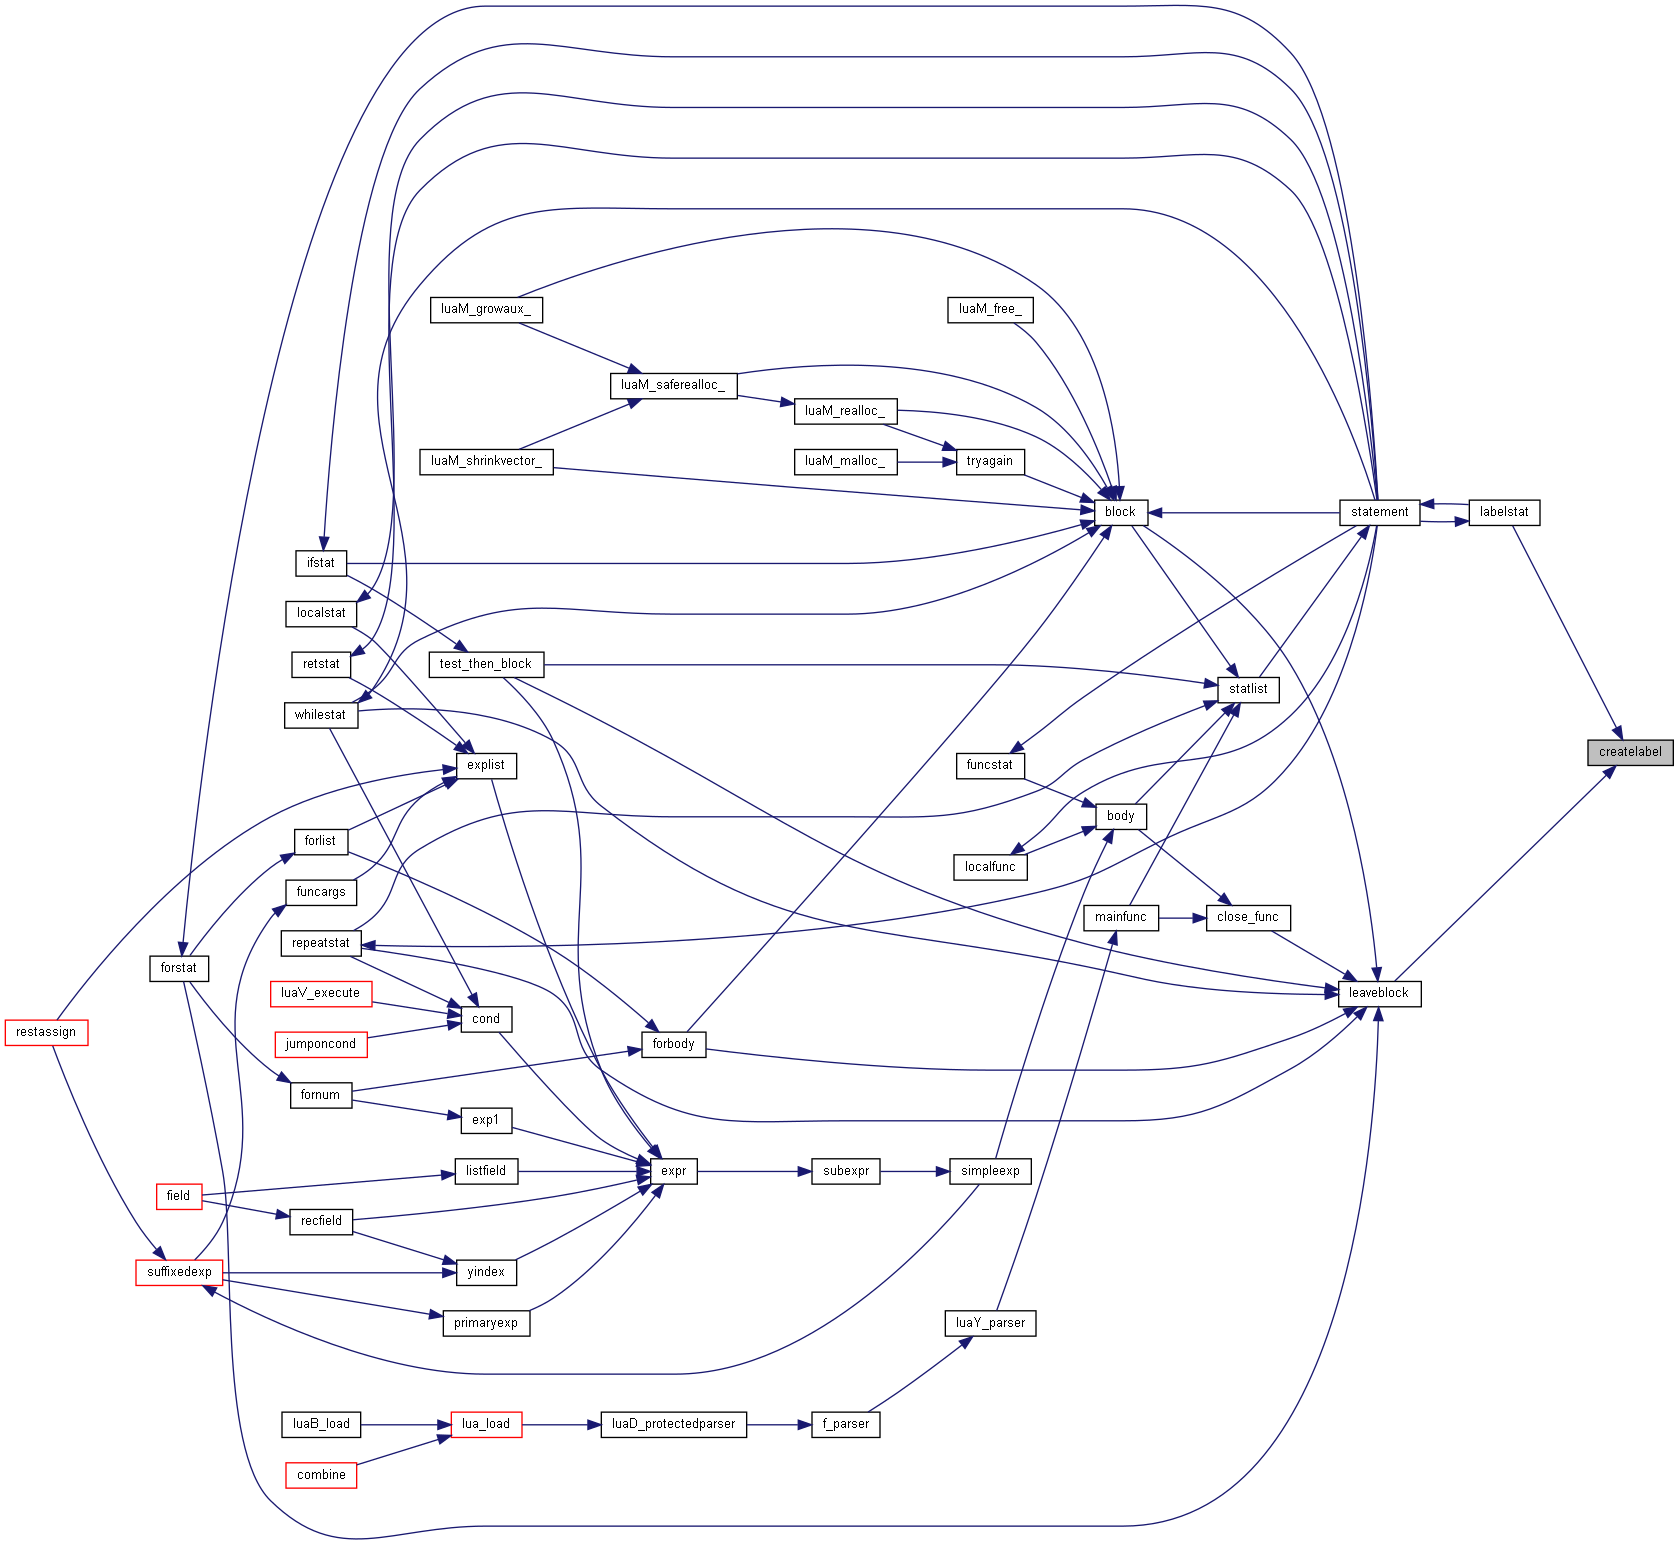 luaM_growaux_
luaM_free_
luaM_saferealloc_
luaM_realloc_
luaM_shrinkvector_
luaM_malloc_
tryagain
block
statement
labelstat
ifstat
localstat
retstat
test_then_block
statlist
whilestat
createlabel
explist
funcstat
body
forlist
localfunc
funcargs
mainfunc
close_func
repeatstat
forstat
luaV_execute
leaveblock
restassign
cond
jumponcond
forbody
fornum
exp1
listfield
expr
subexpr
simpleexp
field
recfield
suffixedexp
yindex
primaryexp
luaY_parser
luaB_load
lua_load
luaD_protectedparser
f_parser
combine